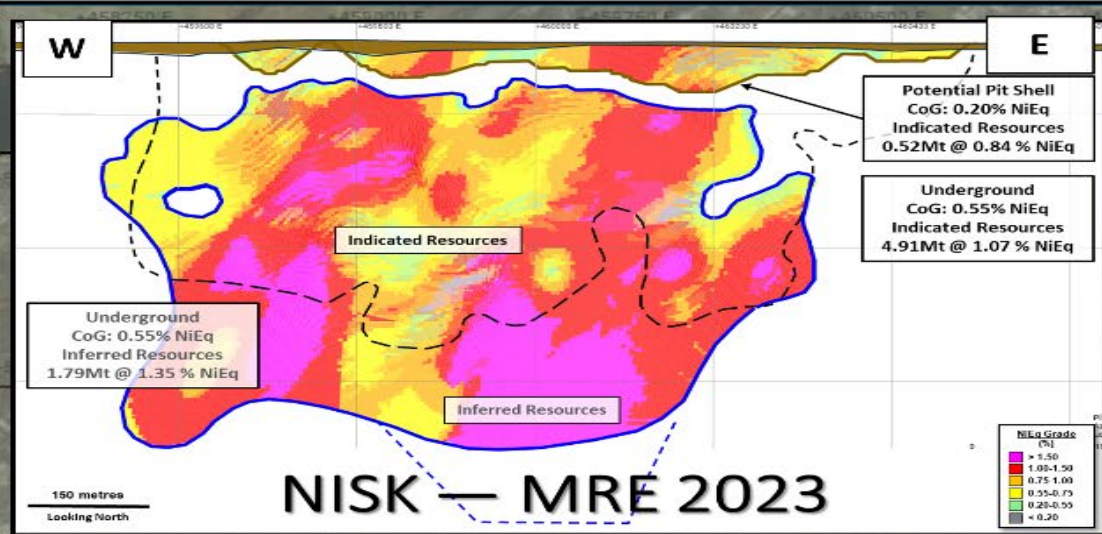 W
E
Potential Pit Shell
CoG: 0.20% NiEq
Indicated Resources
0.52Mt @ 0.84 % NiEq
Underground
CoG: 0.55% NiEq
Indicated Resources
4.91Mt @ 1.07 % NiEq
Indicated Resources
Underground
CoG: 0.55% NiEq
Inferred Resources
1.79Mt @ 1.35 % NiEq
Inferred Resources
NiEq Grade
(%)
> 1.50
1.00-1.50
0.75-1.00
0.55-0.75
0.20-0.55
< 0.20
150 metres
Looking North
NISK — MRE 2023